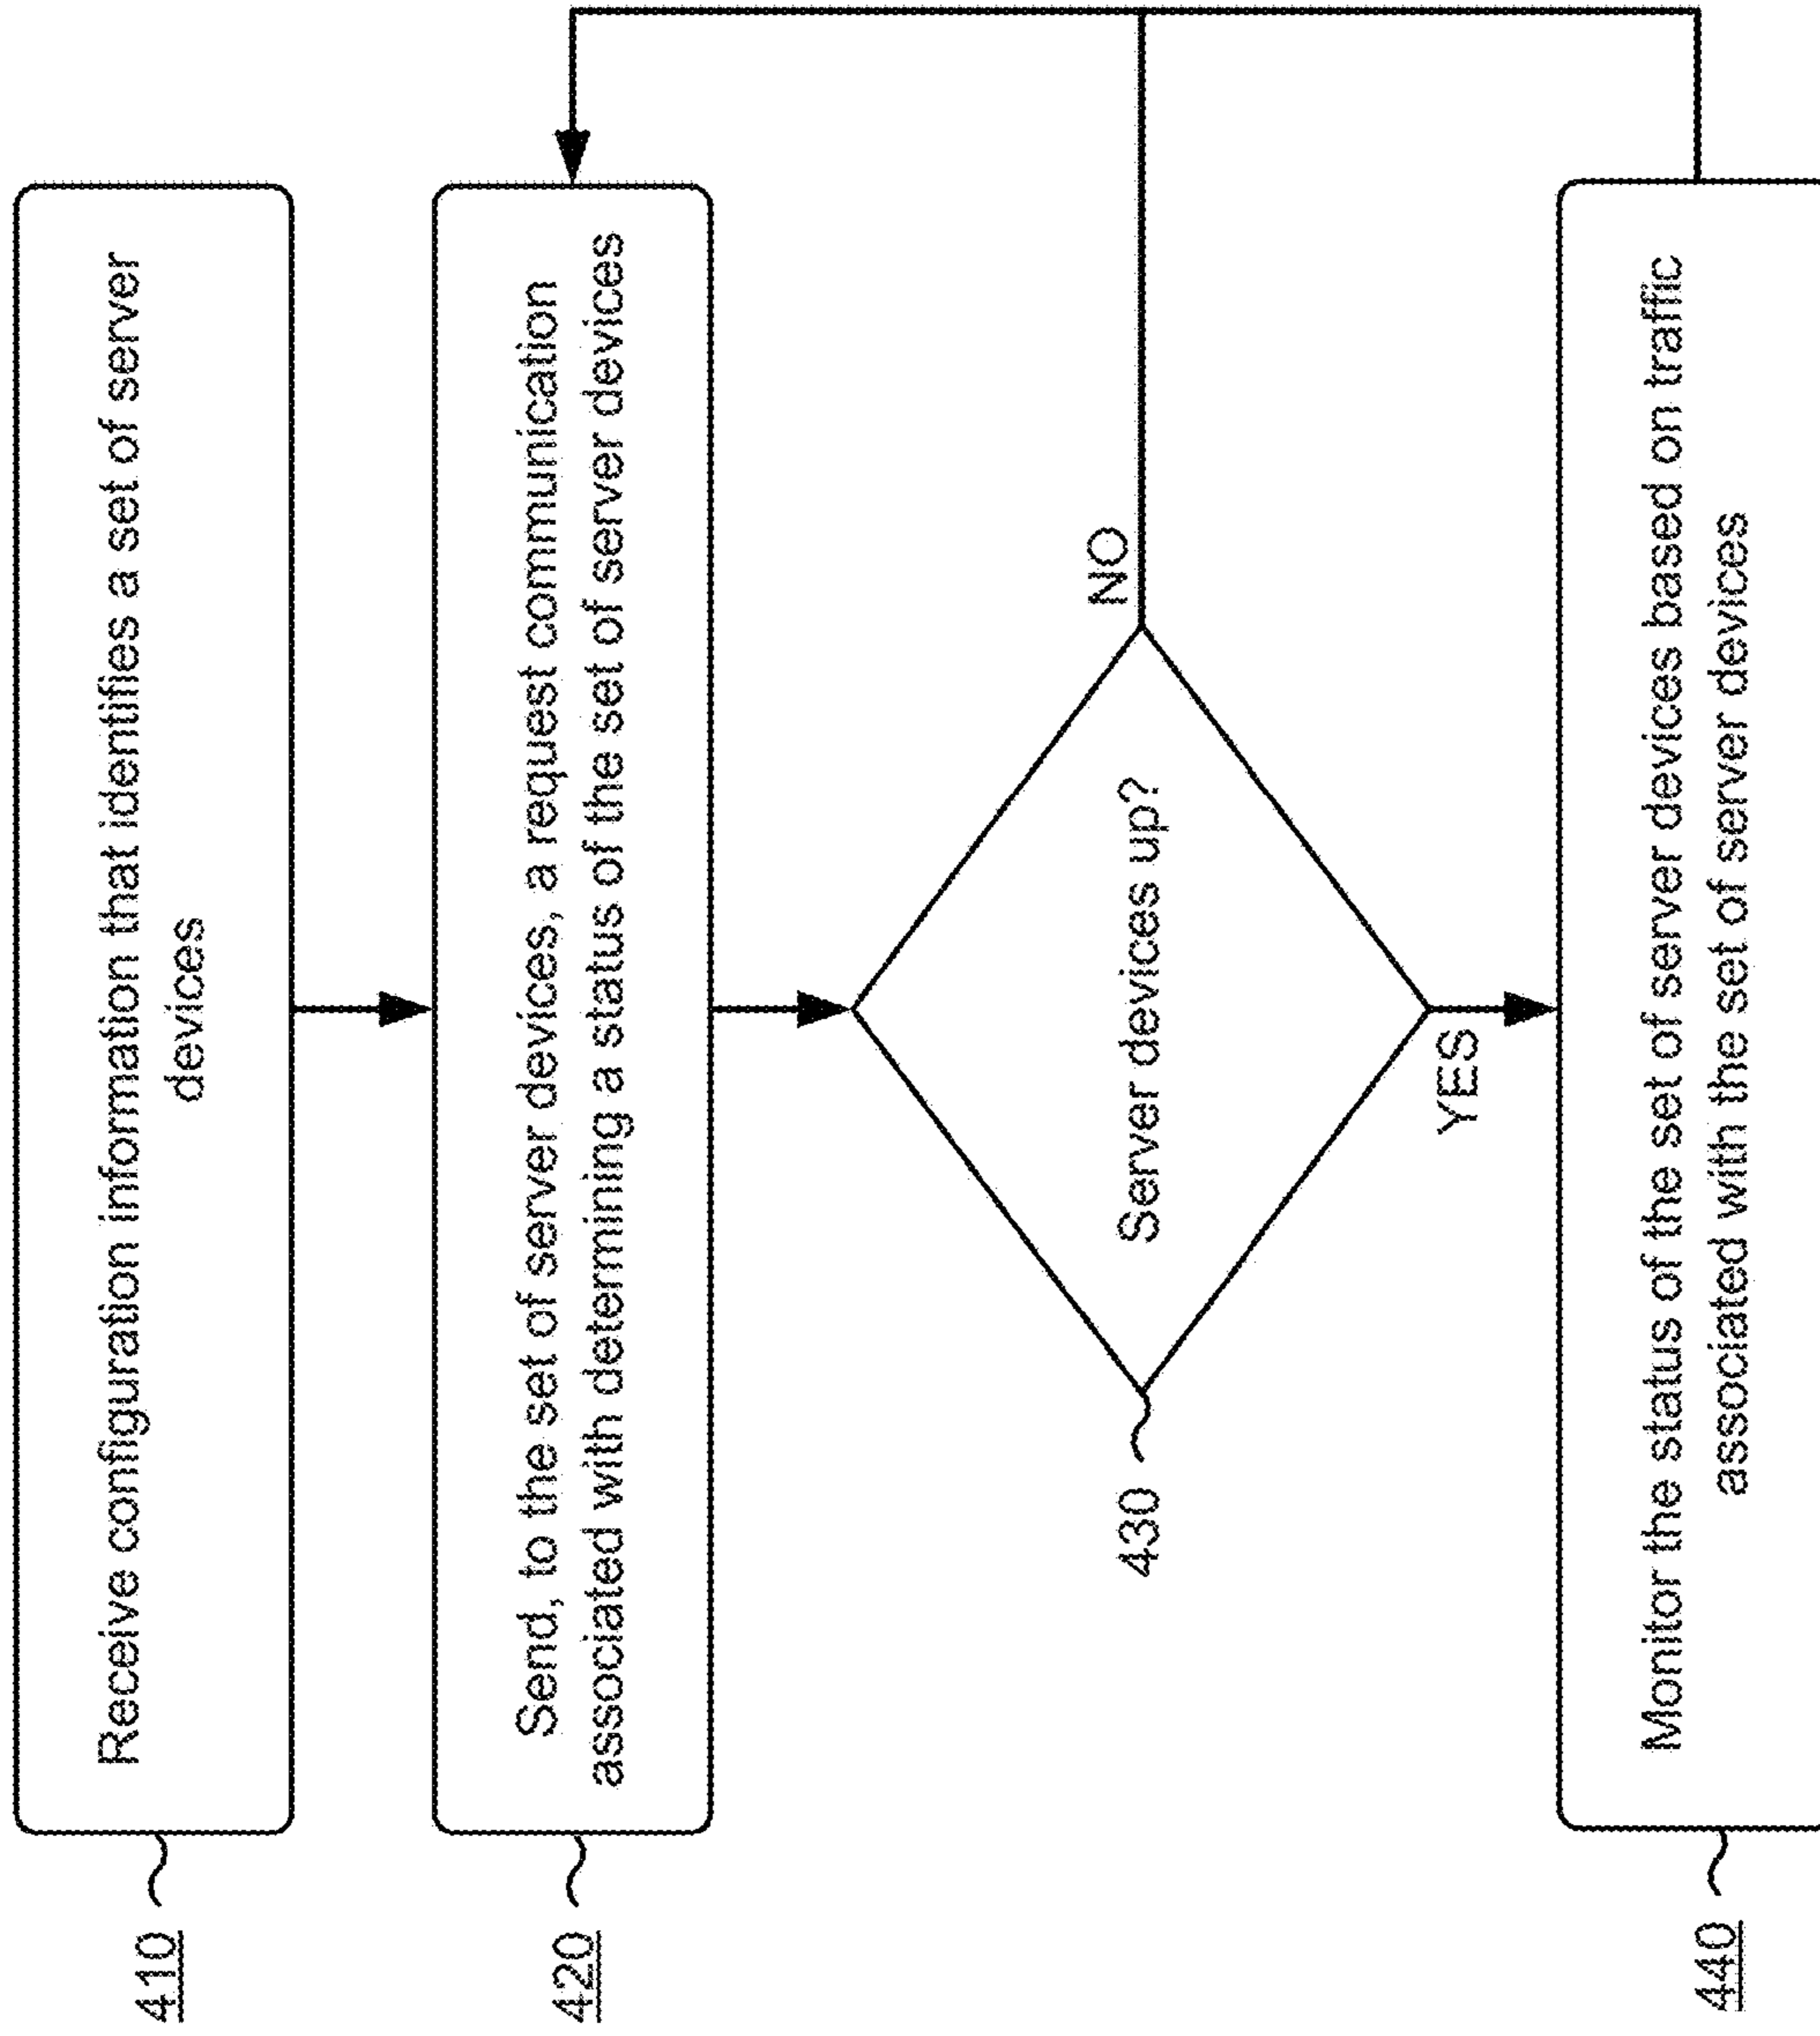 410
Receive configuration information that identifies a set of server
devices
420
Send, to the set of server devices, a request communication
associated with determining a status of the set of server devices
430
Server devices up?
NO
YES
440
Monitor the status of the set of server devices based on traffic
associated with the set of server devices